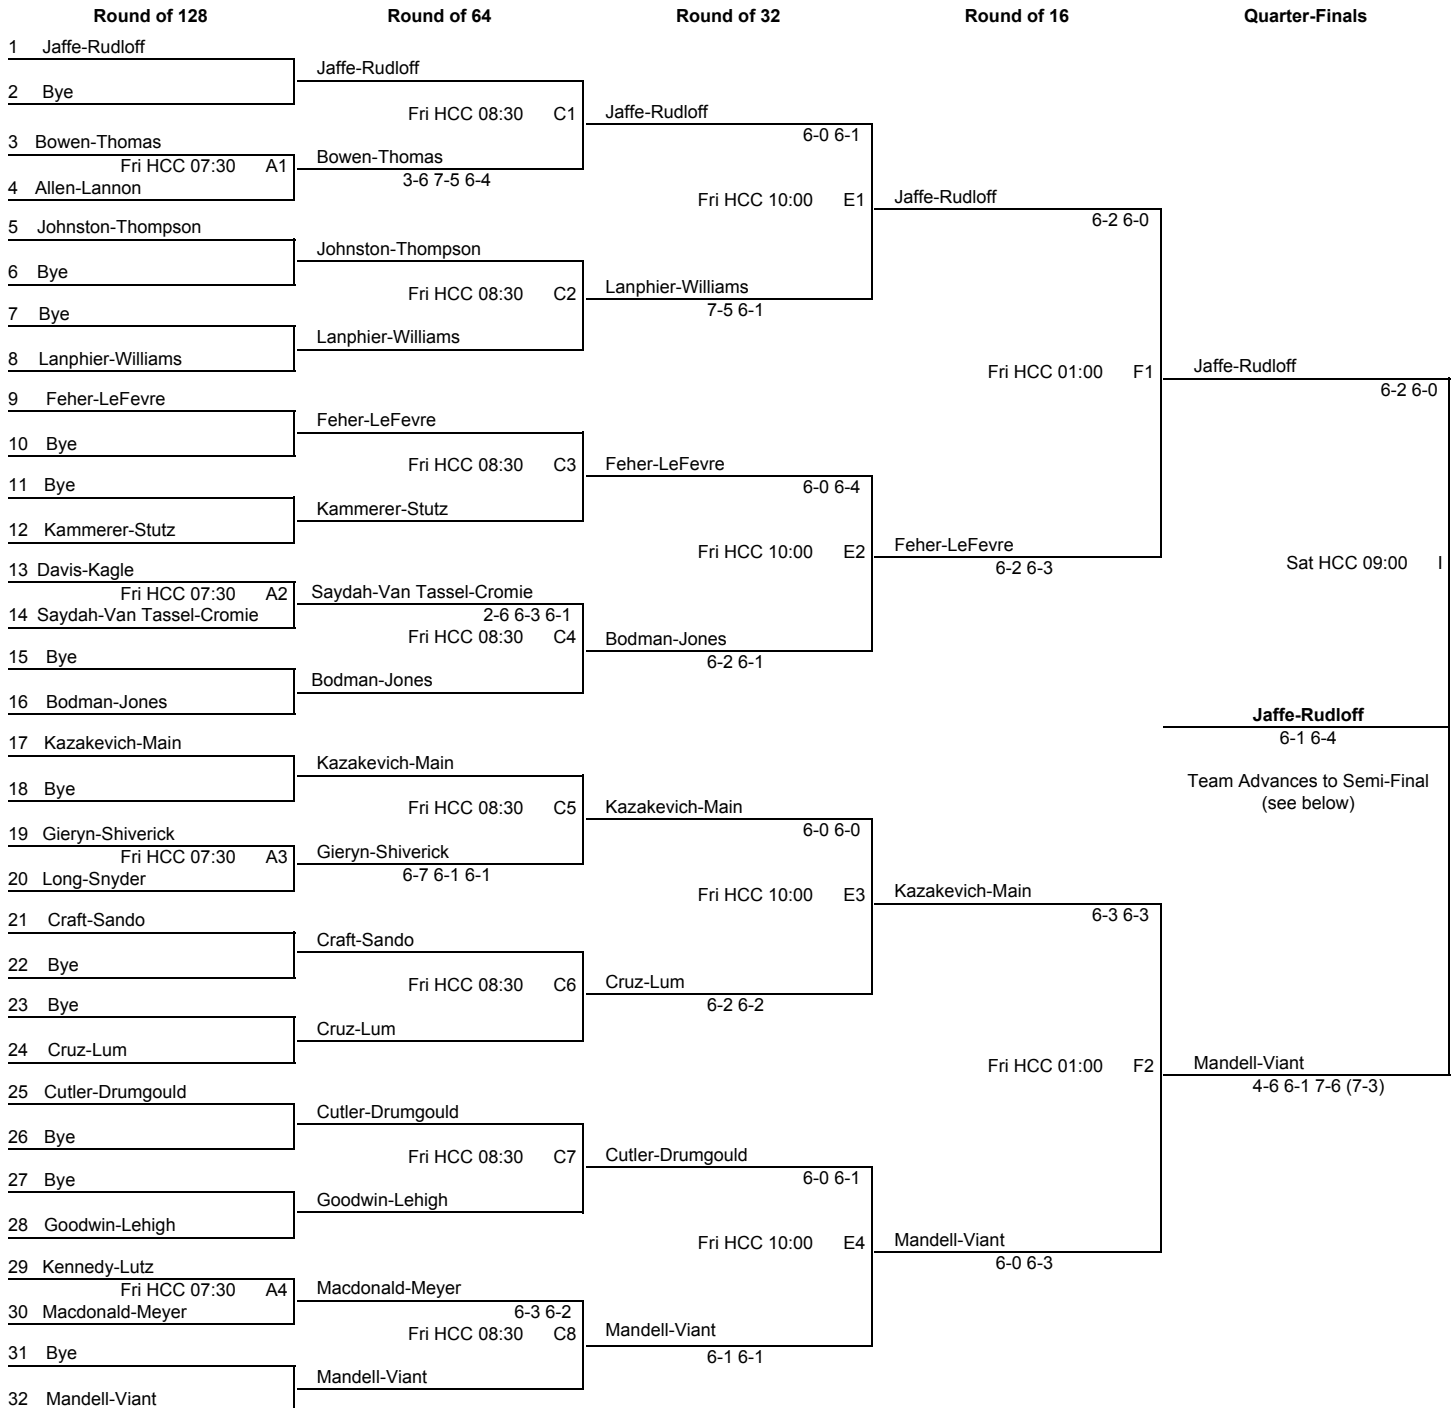 Round of 128 Round of 64 Round of 32 Round of 16 Quarter-Finals
1 Jaffe-Rudloff
Jaffe-Rudloff
2 Bye
Fri HCC 08:30 C1 Jaffe-Rudloff
6-0 6-1
3 Bowen-Thomas
Fri HCC 07:30 A1 Bowen-Thomas
4 Allen-Lannon 3-6 7-5 6-4
Fri HCC 10:00 E1 Jaffe-Rudloff
6-2 6-0
5 Johnston-Thompson
Johnston-Thompson
6 Bye
Fri HCC 08:30 C2 Lanphier-Williams
7-5 6-1
7 Bye
Lanphier-Williams
8 Lanphier-Williams
Fri HCC 01:00 F1 Jaffe-Rudloff
6-2 6-0
9 Feher-LeFevre
Feher-LeFevre
10 Bye
Fri HCC 08:30 C3 Feher-LeFevre
11 Bye 6-0 6-4
Kammerer-Stutz
12 Kammerer-Stutz
Fri HCC 10:00 E2 Feher-LeFevre
6-2 6-3
Sat HCC 09:00 I
13 Davis-Kagle
Fri HCC 07:30 A2 Saydah-Van Tassel-Cromie
14 Saydah-Van Tassel-Cromie 2-6 6-3 6-1
Fri HCC 08:30 C4 Bodman-Jones
15 Bye 6-2 6-1
Bodman-Jones
16 Bodman-Jones
Jaffe-Rudloff
6-1 6-4
17 Kazakevich-Main
Kazakevich-Main
Team Advances to Semi-Final
18 Bye
(see below)
Fri HCC 08:30 C5 Kazakevich-Main
6-0 6-0
19 Gieryn-Shiverick
Fri HCC 07:30 A3 Gieryn-Shiverick
20 Long-Snyder 6-7 6-1 6-1
Fri HCC 10:00 E3 Kazakevich-Main
6-3 6-3
21 Craft-Sando
Craft-Sando
22 Bye
Fri HCC 08:30 C6 Cruz-Lum
6-2 6-2
23 Bye
Cruz-Lum
24 Cruz-Lum
Fri HCC 01:00 F2 Mandell-Viant
4-6 6-1 7-6 (7-3)
25 Cutler-Drumgould
Cutler-Drumgould
26 Bye
Fri HCC 08:30 C7 Cutler-Drumgould
6-0 6-1
27 Bye
Goodwin-Lehigh
28 Goodwin-Lehigh
Fri HCC 10:00 E4 Mandell-Viant
6-0 6-3
29 Kennedy-Lutz
Fri HCC 07:30 A4 Macdonald-Meyer
30 Macdonald-Meyer 6-3 6-2
Fri HCC 08:30 C8 Mandell-Viant
31 Bye 6-1 6-1
Mandell-Viant
32 Mandell-Viant